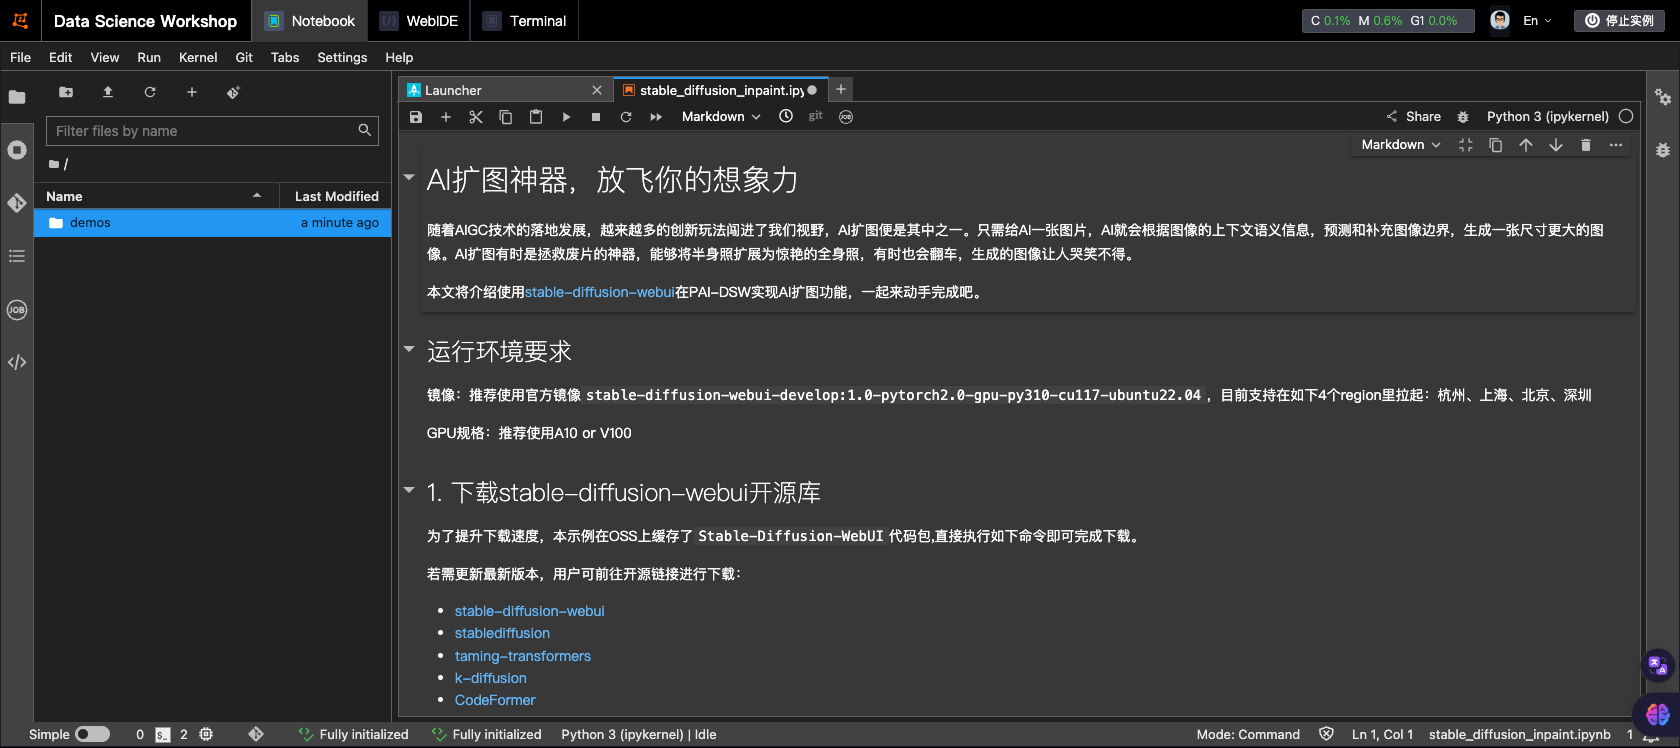 Data Science Workshop
Notebook
WebIDE
Terminal
C 0.1% M 0.6% G1 0.0%
En
停止实例
File Edit View Run Kernel Git Tabs Settings Help
Filter files by name
/
Name
Last Modified
demos
a minute ago
Launcher
stable_diffusion_inpaint.ipy
Markdown
git
JOB
Share
Python 3 (ipykernel)
Markdown
AI扩图神器，放飞你的想象力
随着AIGC技术的落地发展，越来越多的创新玩法闯进了我们视野，AI扩图便是其中之一。只需给AI一张图片，AI就会根据图像的上下文语义信息，预测和补充图像边界，生成一张尺寸更大的图
像。AI扩图有时是拯救废片的神器，能够将半身照扩展为惊艳的全身照，有时也会翻车，生成的图像让人哭笑不得。
本文将介绍使用stable-diffusion-webui在PAI-DSW实现AI扩图功能，一起来动手完成吧。
运行环境要求
镜像：推荐使用官方镜像 stable-diffusion-webui-develop:1.0-pytorch2.0-gpu-py310-cu117-ubuntu22.04 ，目前支持在如下4个region里拉起：杭州、上海、北京、深圳
GPU规格：推荐使用A10 or V100
1. 下载stable-diffusion-webui开源库
为了提升下载速度，本示例在OSS上缓存了 Stable-Diffusion-WebUI 代码包,直接执行如下命令即可完成下载。
若需更新最新版本，用户可前往开源链接进行下载：
stable-diffusion-webui
stablediffusion
taming-transformers
k-diffusion
CodeFormer
JOB
Simple
0
2
Fully initialized
Fully initialized
Python 3 (ipykernel) | Idle
Mode: Command
Ln 1, Col 1
stable_diffusion_inpaint.ipynb
1